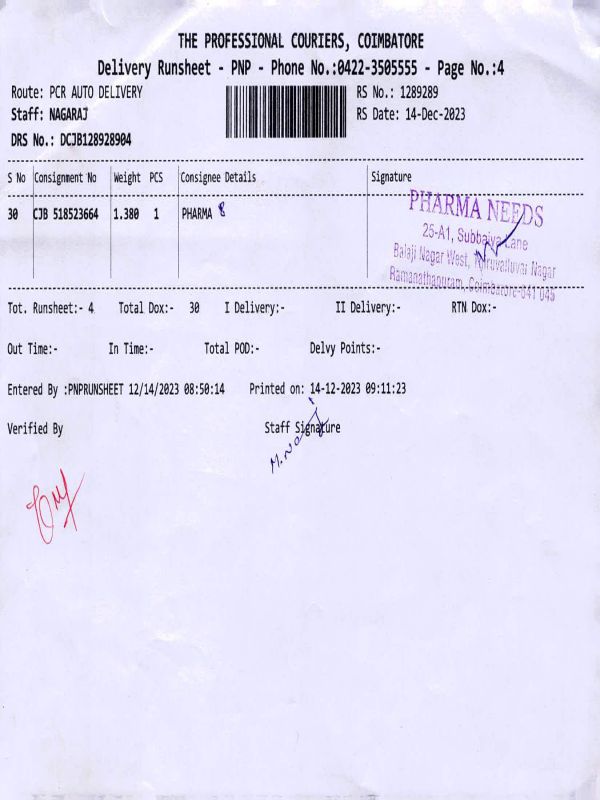 THE PROFESSIONAL COURIERS, COIMBATORE
Delivery Runsheet - PNP - Phone No.:0422-3505555 - Page No.:4
Route: PCR AUTO DELIVERY RS No.: 1289289
Staff: NAGARAJ RS Date: 14-Dec-2023
DRS No.: DCJB128928904
S No Consignment No Weight PCS Consignee Details Signature
30 CJB 518523664 1.380 1 PHARMA 8
PHARMA NEEDS
25-A1, Subbaiya Lane
Balaji Nagar West, Thiruvalluvar Nagar
Ramanathapuram, Coimbatore-641 045
Tot. Runsheet:- 4 Total Dox:- 30 I Delivery:- II Delivery:- RTN Dox:-
Out Time:- In Time:- Total POD:- Delvy Points:-
Entered By :PNPRUNSHEET 12/14/2023 08:50:14 Printed on: 14-12-2023 09:11:23
Verified By Staff Signature